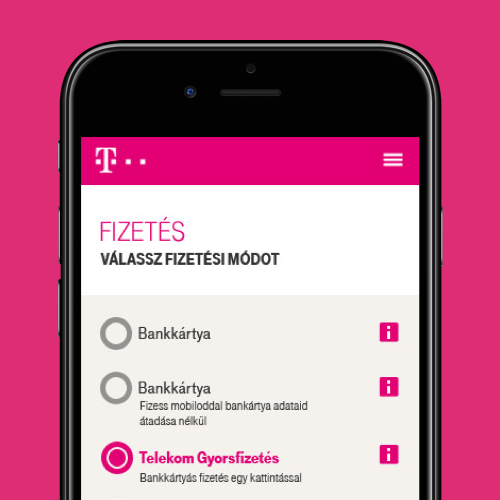 T
FIZETÉS
VÁLASSZ FIZETÉSI MÓDOT
Bankkártya
i
Bankkártya
i
Fizess mobiloddal bankártya adataid
átadása nélkül
Telekom Gyorsfizetés
i
Bankkártyás fizetés egy kattintással